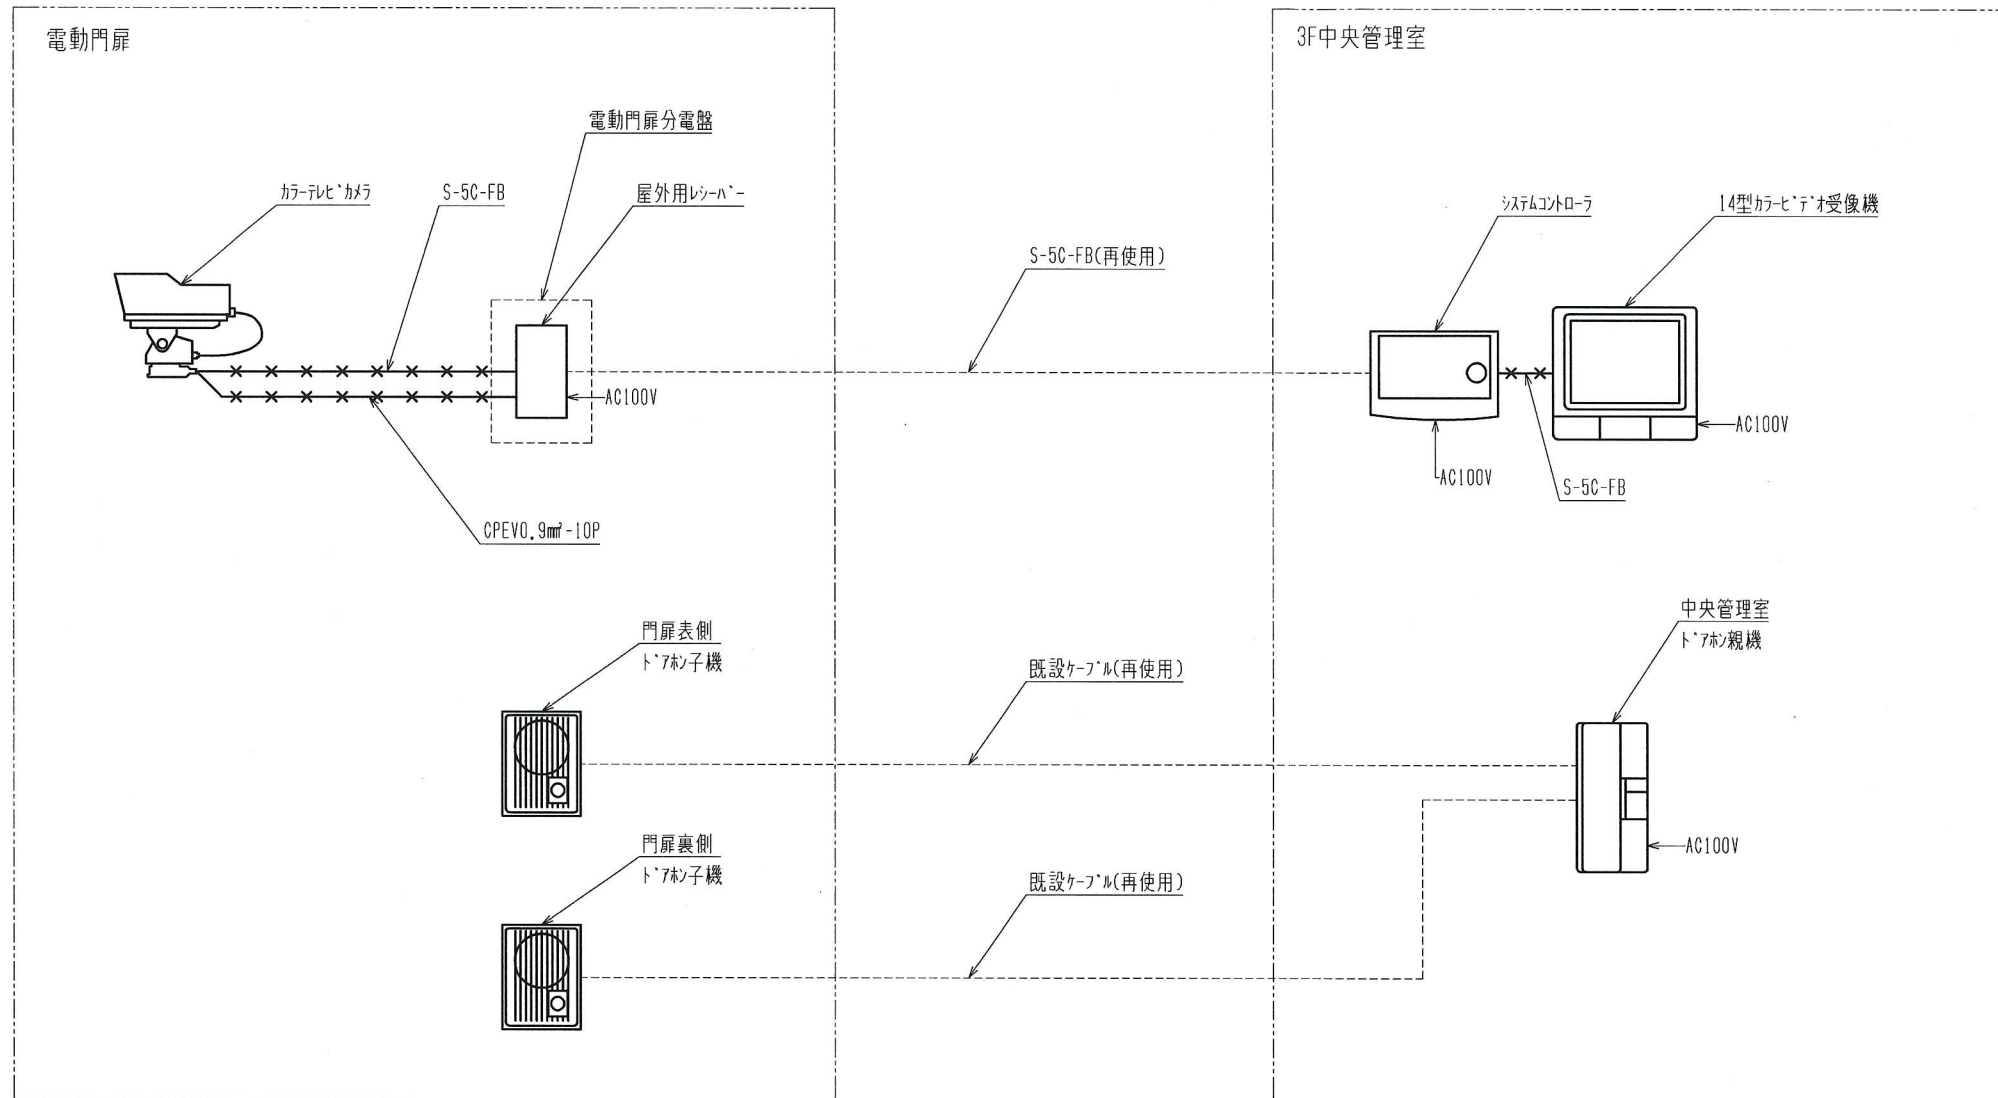 電動門扉
3F中央管理室
電動門扉分電盤
カラーテレビカメラ
S-5C-FB
屋外用レシーバー
S-5C-FB(再使用)
システムコントローラ
14型カラービデオ受像機
AC100V
AC100V
AC100V
S-5C-FB
CPEV0.9mm²-10P
門扉表側
ドアホン子機
既設ケーブル(再使用)
中央管理室
ドアホン親機
門扉裏側
ドアホン子機
既設ケーブル(再使用)
AC100V